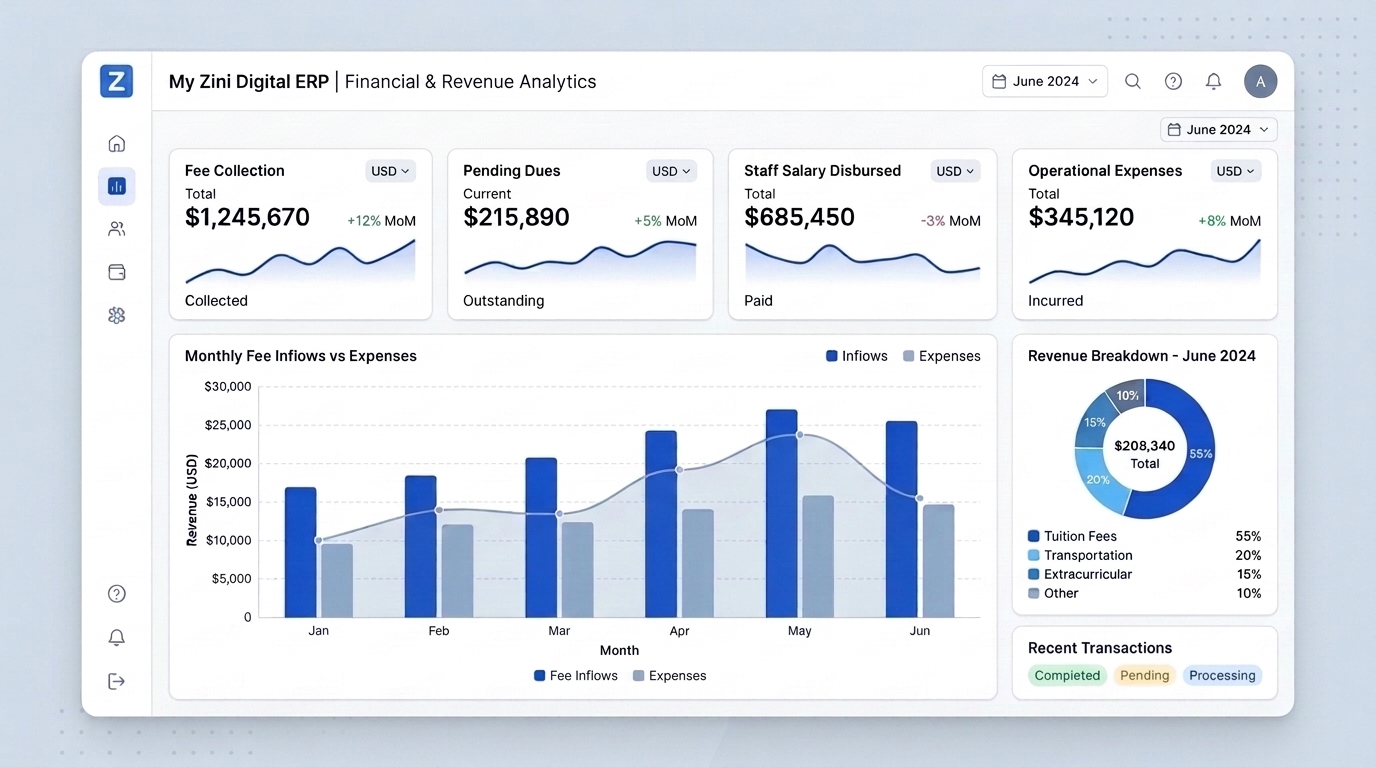 Z
My Zini Digital ERP | Financial & Revenue Analytics
June 2024
A
June 2024
Fee Collection
USD
Total
$1,245,670
+12% MoM
Collected
Pending Dues
USD
Current
$215,890
+5% MoM
Outstanding
Staff Salary Disbursed
USD
Total
$685,450
-3% MoM
Paid
Operational Expenses
USD
Total
$345,120
+8% MoM
Incurred
Monthly Fee Inflows vs Expenses
Inflows
Expenses
Revenue (USD)
$30,000
$25,000
$20,000
$15,000
$10,000
$5,000
0
Jan
Feb
Mar
Apr
May
Jun
Month
Fee Inflows
Expenses
Revenue Breakdown - June 2024
10%
15%
20%
55%
$208,340
Total
Tuition Fees 55%
Transportation 20%
Extracurricular 15%
Other 10%
Recent Transactions
Completed
Pending
Processing